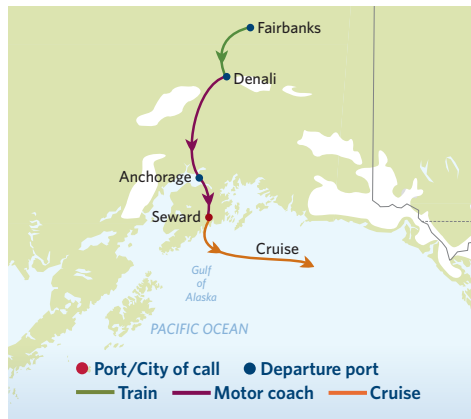 Fairbanks
Denali
Anchorage
Seward
Cruise
Gulf
of
Alaska
PACIFIC OCEAN
Port/City of call Departure port
Train Motor coach Cruise